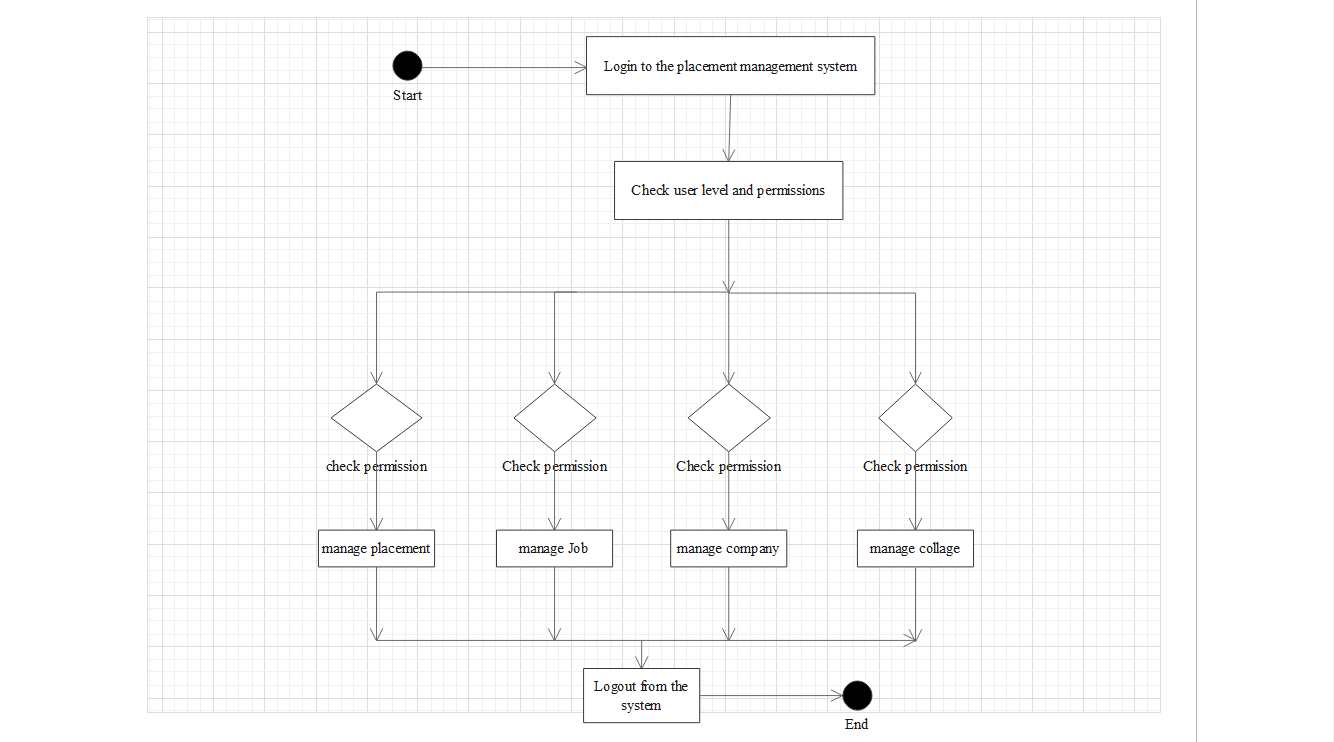 Login to the placement management system
Start
Check user level and permissions
check permission
Check permission
Check permission
Check permission
manage placement
manage Job
manage company
manage collage
Logout from the
system
End